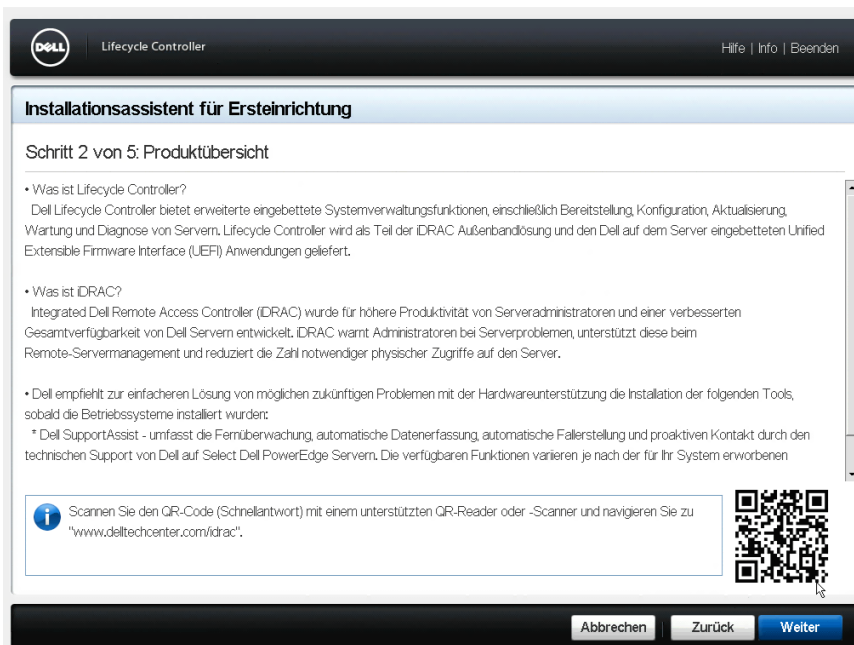 DELL
Lifecycle Controller
Hilfe | Info | Beenden
Installationsassistent für Ersteinrichtung
Schritt 2 von 5: Produktübersicht
• Was ist Lifecycle Controller?
Dell Lifecycle Controller bietet erweiterte eingebettete Systemverwaltungsfunktionen, einschließlich Bereitstellung, Konfiguration, Aktualisierung,
Wartung und Diagnose von Servern. Lifecycle Controller wird als Teil der iDRAC Außenbandlösung und den Dell auf dem Server eingebetteten Unified
Extensible Firmware Interface (UEFI) Anwendungen geliefert.
• Was ist iDRAC?
Integrated Dell Remote Access Controller (iDRAC) wurde für höhere Produktivität von Serveradministratoren und einer verbesserten
Gesamtverfügbarkeit von Dell Servern entwickelt. iDRAC warnt Administratoren bei Serverproblemen, unterstützt diese beim
Remote-Servermanagement und reduziert die Zahl notwendiger physischer Zugriffe auf den Server.
• Dell empfiehlt zur einfacheren Lösung von möglichen zukünftigen Problemen mit der Hardwareunterstützung die Installation der folgenden Tools,
sobald die Betriebssysteme installiert wurden:
* Dell SupportAssist - umfasst die Fernüberwachung, automatische Datenerfassung, automatische Fallerstellung und proaktiven Kontakt durch den
technischen Support von Dell auf Select Dell PowerEdge Servern. Die verfügbaren Funktionen variieren je nach der für Ihr System erworbenen
Scannen Sie den QR-Code (Schnellantwort) mit einem unterstützten QR-Reader oder -Scanner und navigieren Sie zu
"www.delltechcenter.com/idrac".
Abbrechen
Zurück
Weiter